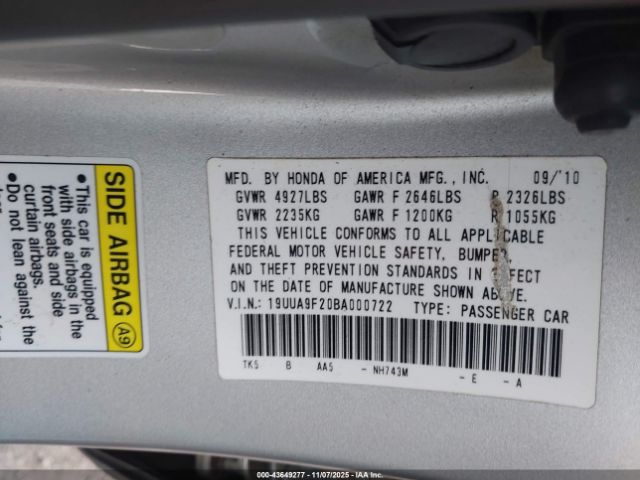 MFD. BY HONDA OF AMERICA MFG., INC. 09/'10
GVWR 4927LBS GAWR F 2646LBS R 2326LBS
GVWR 2235KG GAWR F 1200KG R 1055KG
THIS VEHICLE CONFORMS TO ALL APPLICABLE
FEDERAL MOTOR VEHICLE SAFETY, BUMPER
AND THEFT PREVENTION STANDARDS IN EFFECT
ON THE DATE OF MANUFACTURE SHOWN ABOVE.
V.I.N.: 19UUA9F20BA000722 TYPE: PASSENGER CAR
TK5 B AA5 - NH743M - E - A
SIDE AIRBAG A9
• This car is equipped
with side airbags in the
front seats and side
curtain airbags.
• Do not lean against the
000-43649277 - 11/07/2025 - IAAI.COM